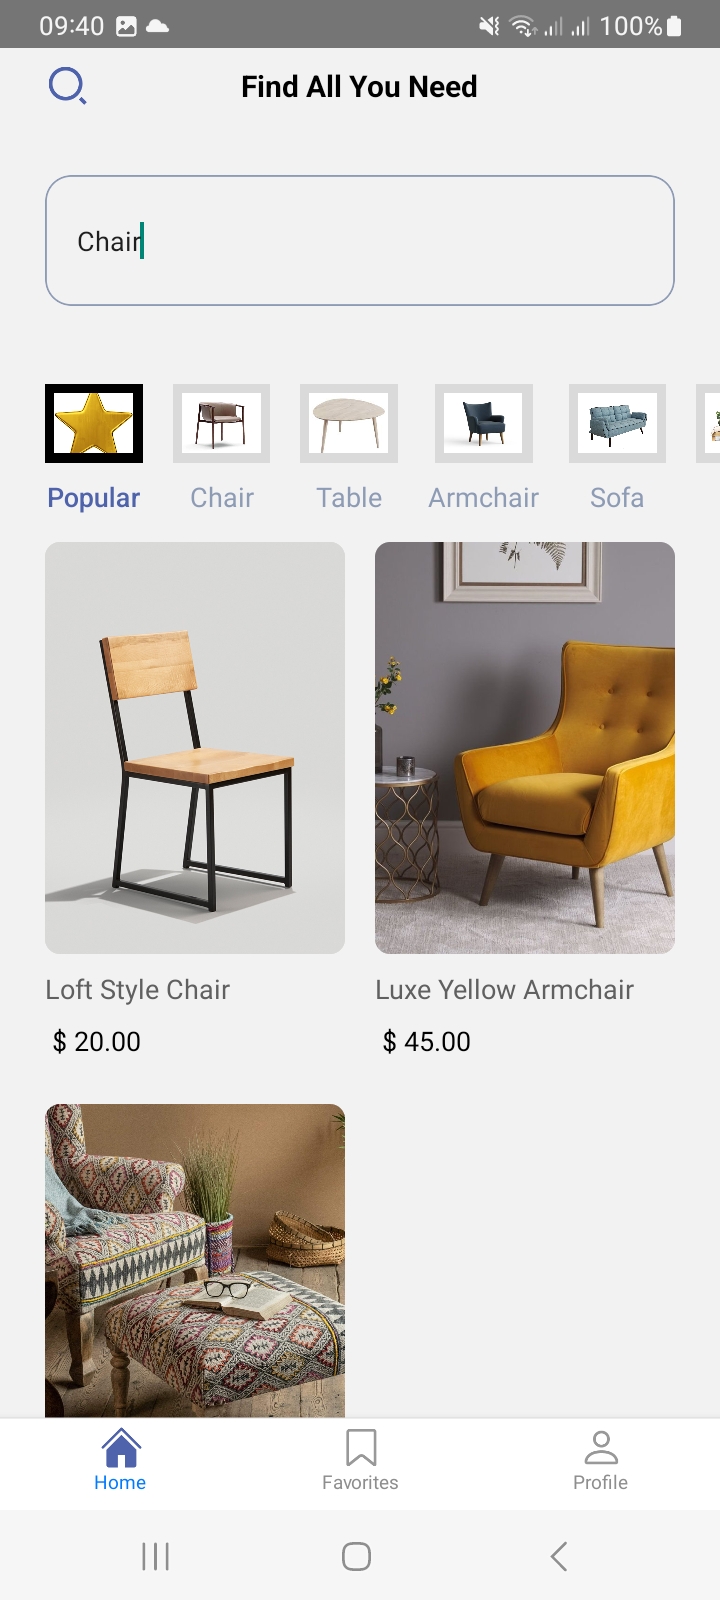 09:40 100%
Find All You Need
Chair
Popular Chair Table Armchair Sofa
Loft Style Chair Luxe Yellow Armchair
$ 20.00 $ 45.00
Home Favorites Profile